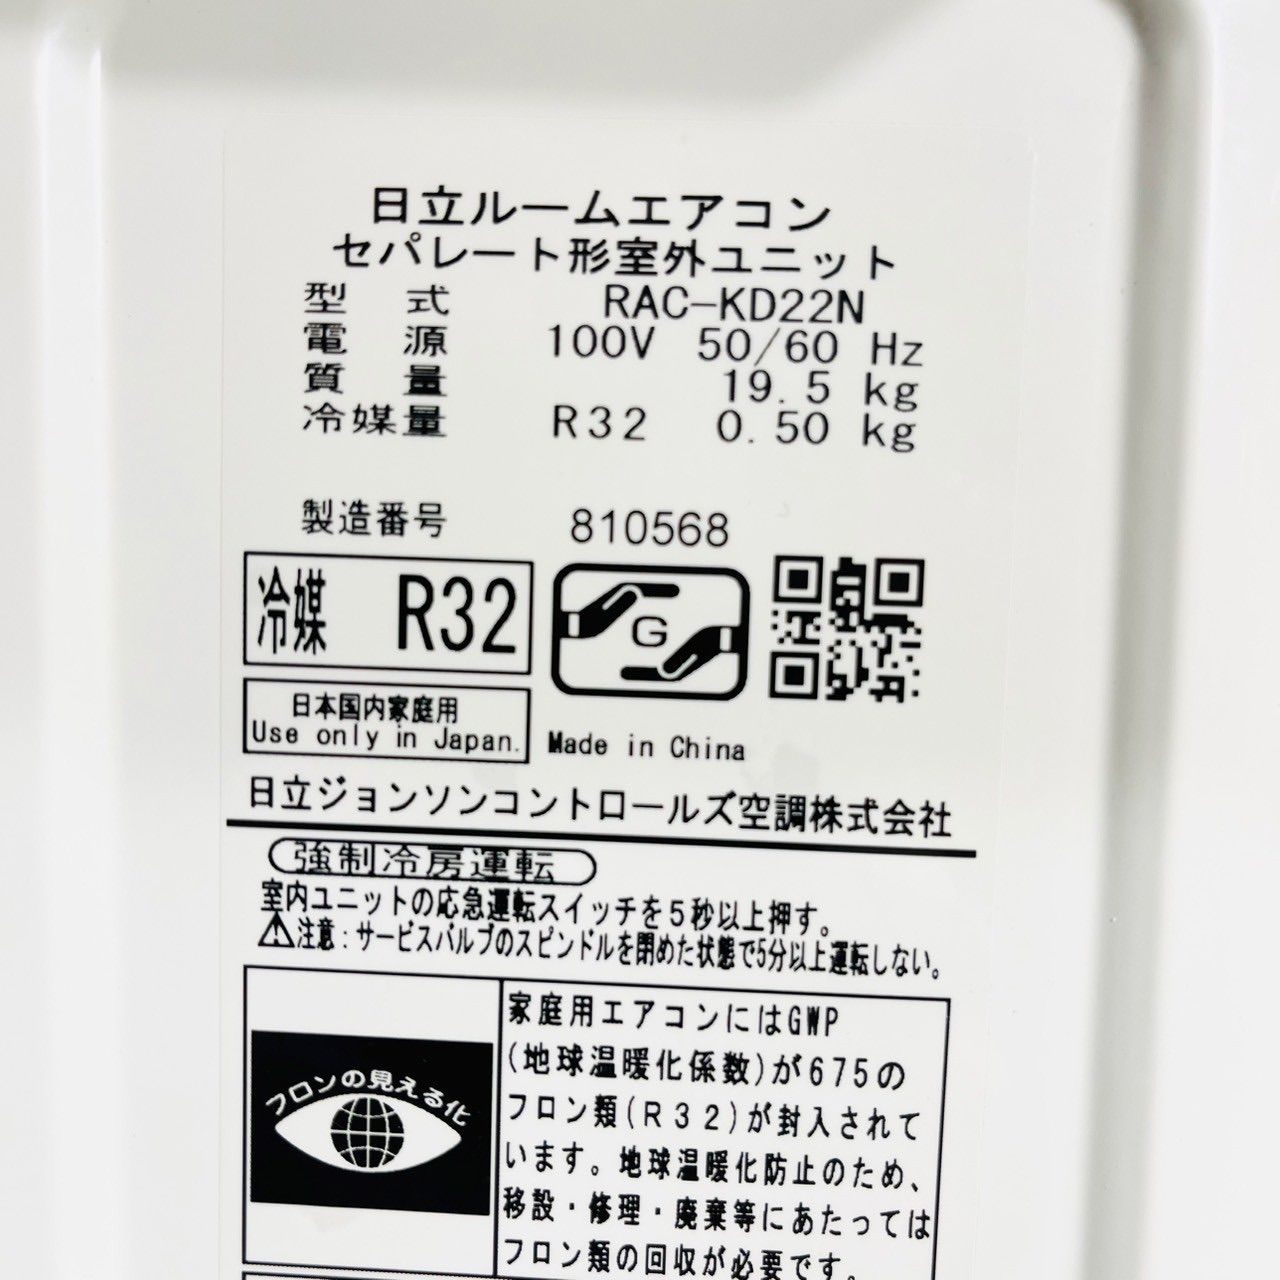 日立ルームエアコン
セパレート形室外ユニット
型 式 RAC-KD22N
電 源 100V 50/60 Hz
質 量 19.5 kg
冷媒量 R32 0.50 kg
製造番号 810568
冷媒 R32
G
日本国内家庭用
Use only in Japan.
Made in China
日立ジョンソンコントロールズ空調株式会社
強制冷房運転
室内ユニットの応急運転スイッチを5秒以上押す。
注意：サービスバルブのスピンドルを閉めた状態で5分以上運転しない。
フロンの見える化
家庭用エアコンにはGWP
(地球温暖化係数)が675の
フロン類(R32)が封入されて
います。地球温暖化防止のため、
移設・修理・廃棄等にあたっては
フロン類の回収が必要です。